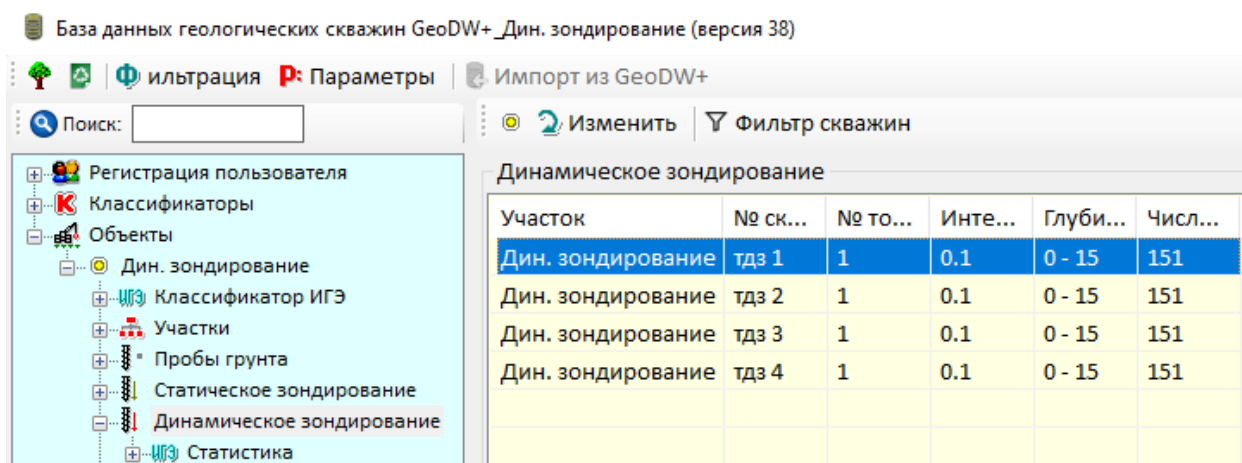 База данных геологических скважин GeoDW+_Дин. зондирование (версия 38)
Фильтрация P: Параметры Импорт из GeoDW+
Поиск: Изменить Фильтр скважин
Регистрация пользователя
Классификаторы
Объекты
Дин. зондирование
ИГЭ Классификатор ИГЭ
Участки
Пробы грунта
Статическое зондирование
Динамическое зондирование
ИГЭ Статистика
Динамическое зондирование
Участок № ск... № то... Инте... Глуби... Числ...
Дин. зондирование тдз 1 1 0.1 0 - 15 151
Дин. зондирование тдз 2 1 0.1 0 - 15 151
Дин. зондирование тдз 3 1 0.1 0 - 15 151
Дин. зондирование тдз 4 1 0.1 0 - 15 151